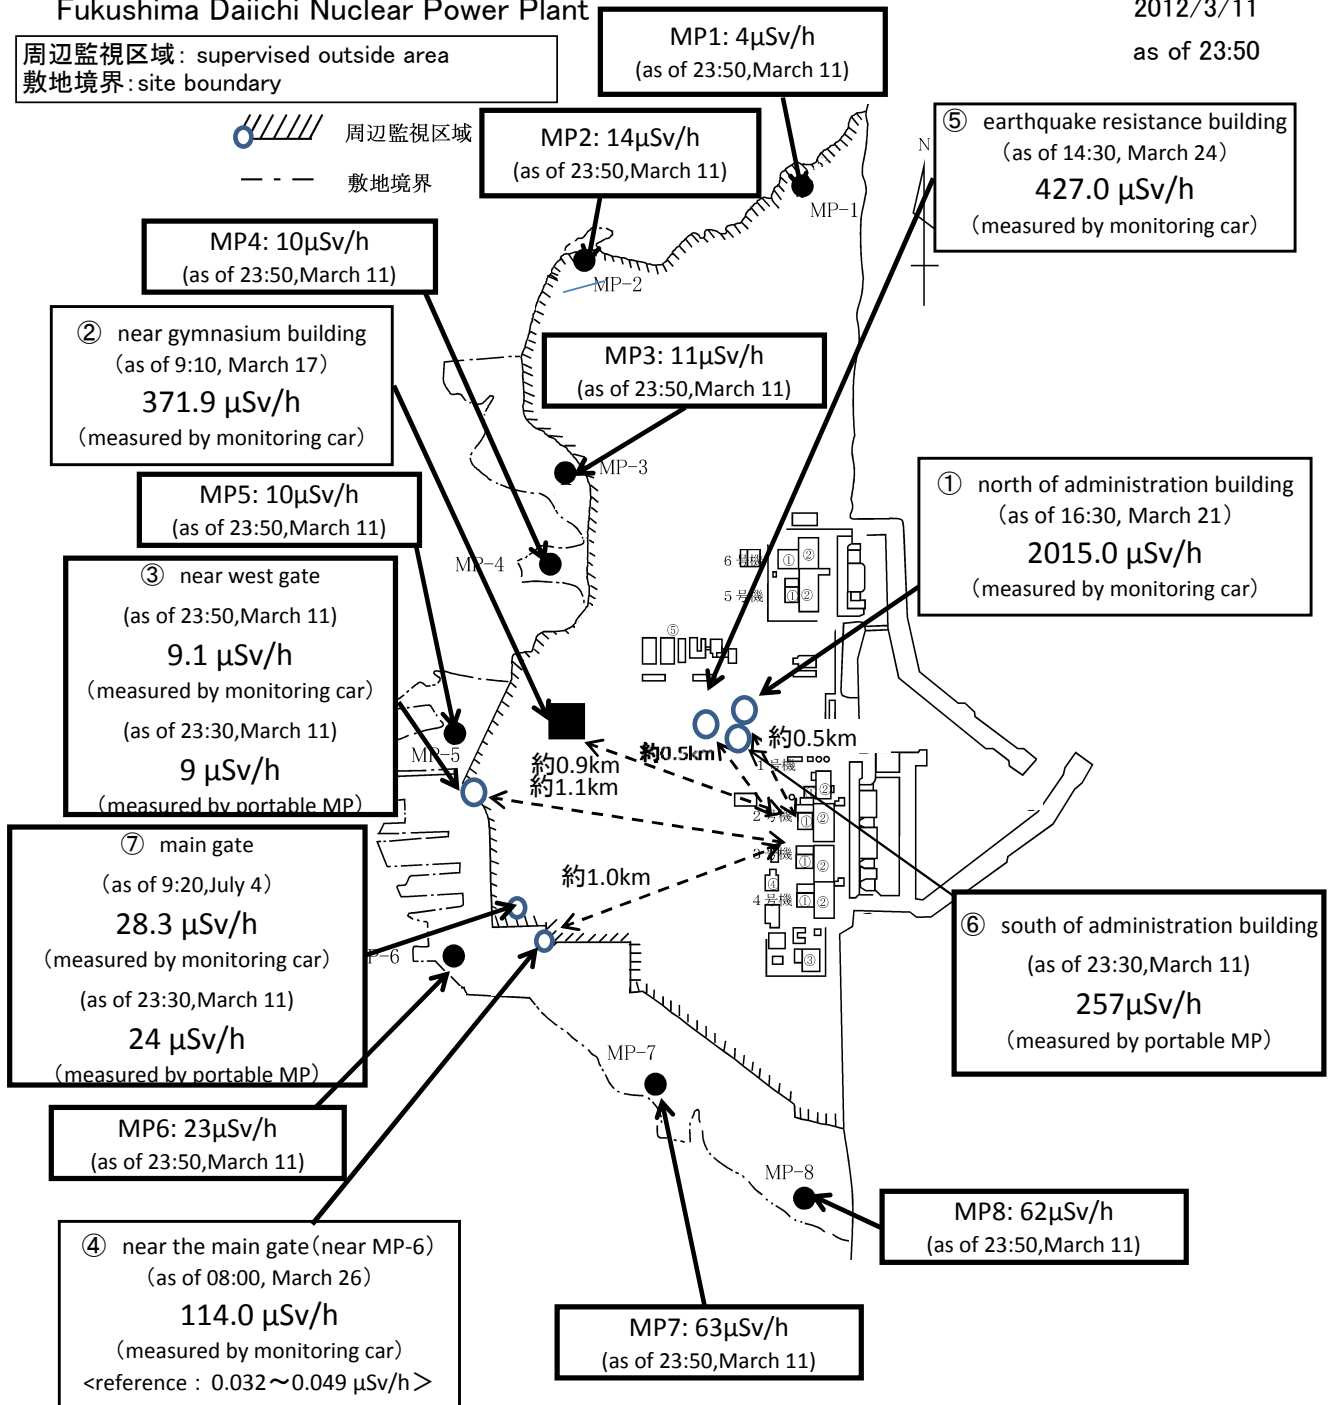 Fukushima Daiichi Nuclear Power Plant
2012/3/11
as of 23:50
周辺監視区域: supervised outside area
敷地境界:site boundary
周辺監視区域
敷地境界
MP1: 4μSv/h
(as of 23:50,March 11)
MP2: 14μSv/h
(as of 23:50,March 11)
⑤ earthquake resistance building
(as of 14:30, March 24)
427.0 μSv/h
(measured by monitoring car)
N
MP-1
MP4: 10μSv/h
(as of 23:50,March 11)
MP-2
② near gymnasium building
(as of 9:10, March 17)
371.9 μSv/h
(measured by monitoring car)
MP3: 11μSv/h
(as of 23:50,March 11)
MP-3
MP5: 10μSv/h
(as of 23:50,March 11)
① north of administration building
(as of 16:30, March 21)
2015.0 μSv/h
(measured by monitoring car)
MP-4
③ near west gate
(as of 23:50,March 11)
9.1 μSv/h
(measured by monitoring car)
(as of 23:30,March 11)
9 μSv/h
(measured by portable MP)
6号機
① ②
5号機
① ②
⑤
MP-5
約0.9km
約1.1km
約0.5km
約0.5km
1号機
②
2号機
① ②
3号機
① ②
4号機
① ②
④
③
約1.0km
⑦ main gate
(as of 9:20,July 4)
28.3 μSv/h
(measured by monitoring car)
(as of 23:30,March 11)
24 μSv/h
(measured by portable MP)
P-6
⑥ south of administration building
(as of 23:30,March 11)
257μSv/h
(measured by portable MP)
MP-7
MP6: 23μSv/h
(as of 23:50,March 11)
MP-8
MP8: 62μSv/h
(as of 23:50,March 11)
④ near the main gate(near MP-6)
(as of 08:00, March 26)
114.0 μSv/h
(measured by monitoring car)
<reference : 0.032～0.049 μSv/h>
MP7: 63μSv/h
(as of 23:50,March 11)